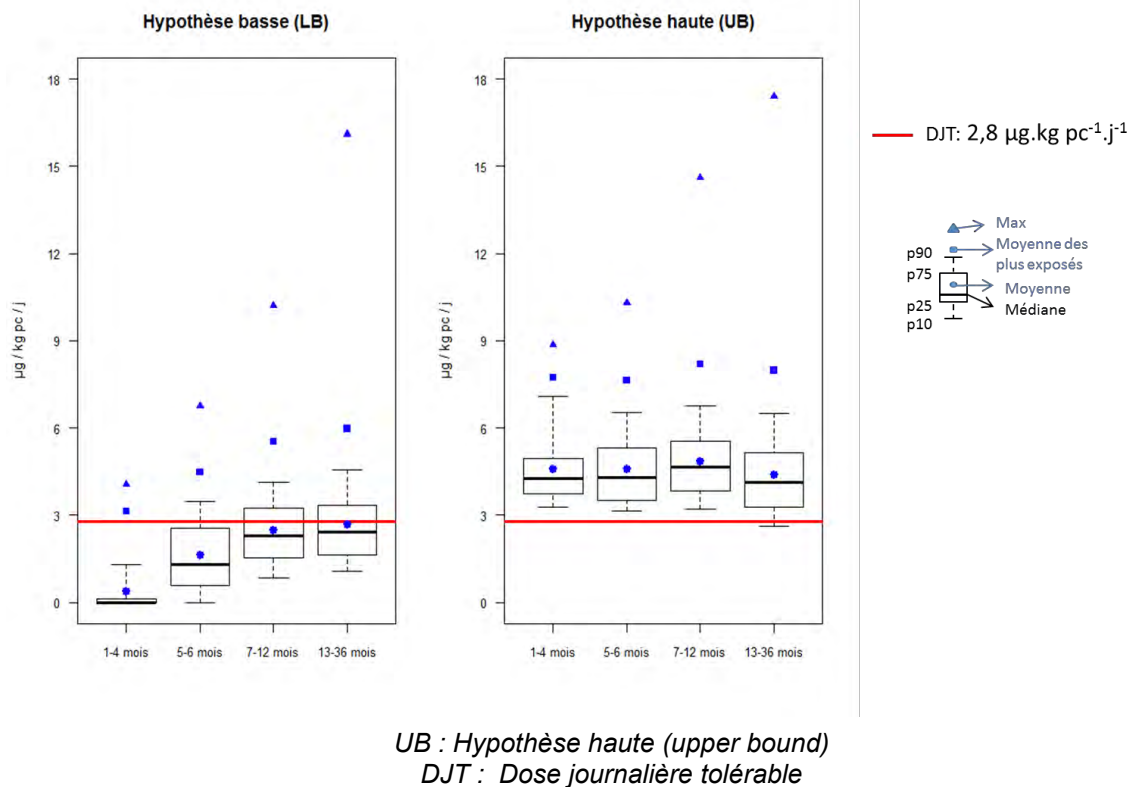 Hypothèse basse (LB)
Hypothèse haute (UB)
18
15
12
9
6
3
0
µg / kg pc / j
1-4 mois
5-6 mois
7-12 mois
13-36 mois
18
15
12
9
6
3
0
µg / kg pc / j
1-4 mois
5-6 mois
7-12 mois
13-36 mois
DJT: 2,8 µg.kg pc-1.j-1
Max
Moyenne des
plus exposés
Moyenne
Médiane
p90
p75
p25
p10
UB : Hypothèse haute (upper bound)
DJT : Dose journalière tolérable